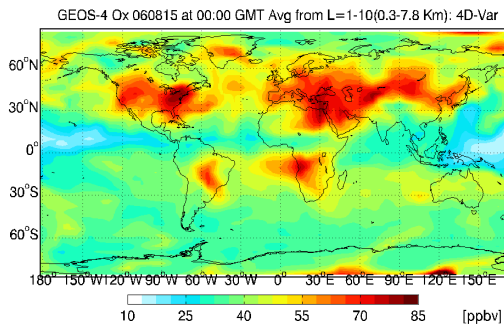 GEOS-4 Ox 060815 at 00:00 GMT Avg from L=1-10(0.3-7.8 Km): 4D-Var
60°N
30°N
0°
30°S
60°S
180°W 150°W 120°W 90°W 60°W 30°W 0° 30°E 60°E 90°E 120°E 150°E
10 25 40 55 70 85 [ppbv]